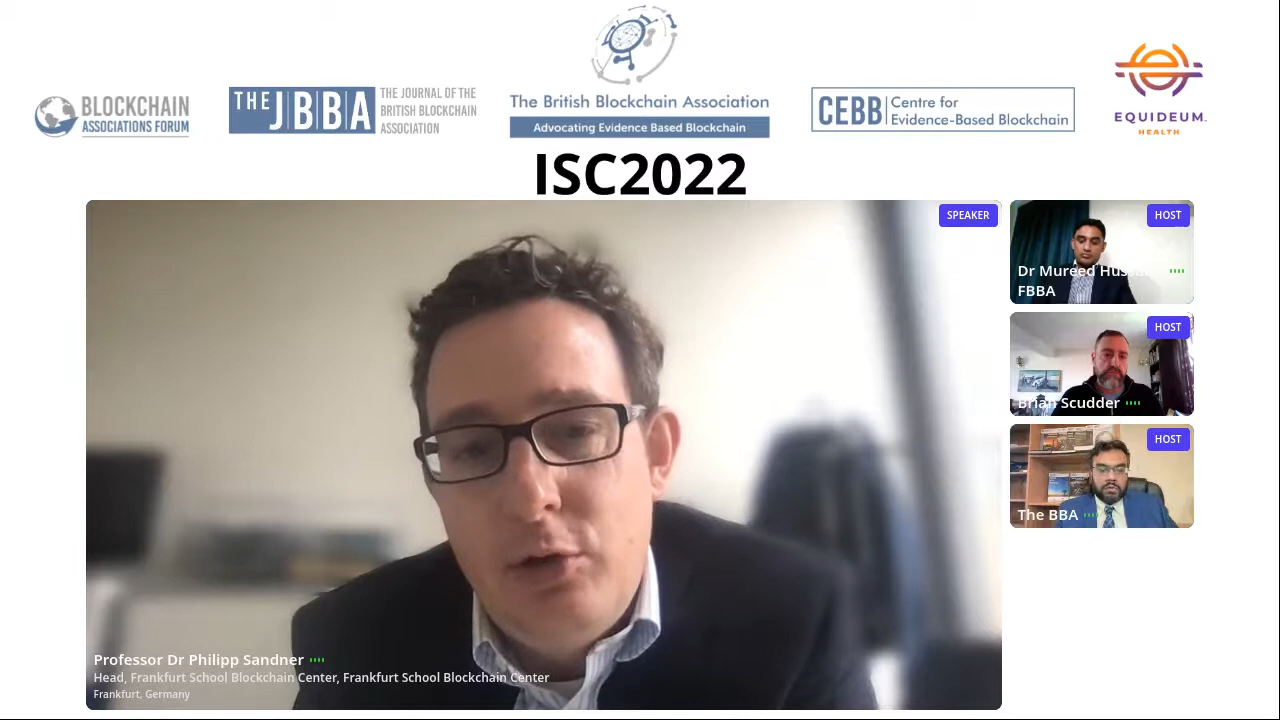 BLOCKCHAIN
ASSOCIATIONS FORUM
THE JBBA
THE JOURNAL OF THE
BRITISH BLOCKCHAIN
ASSOCIATION
The British Blockchain Association
Advocating Evidence Based Blockchain
CEBB
Centre for
Evidence-Based Blockchain
EQUIDEUM
HEALTH
ISC2022
SPEAKER
Professor Dr Philipp Sandner
Head, Frankfurt School Blockchain Center, Frankfurt School Blockchain Center
Frankfurt, Germany
HOST
Dr Mureed
FBBA
HOST
Brian Scudder
HOST
The BBA